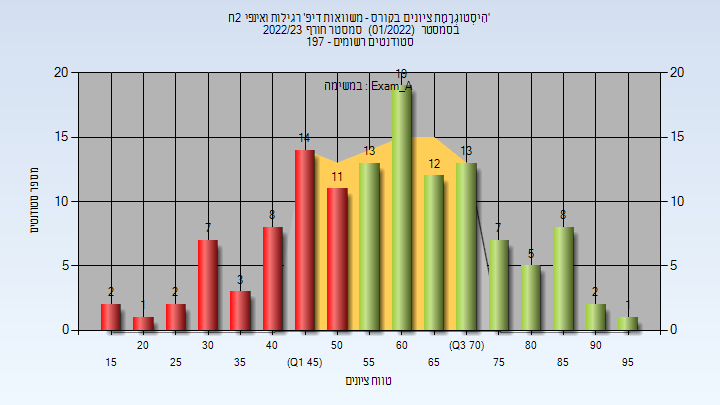 היסטוגרמת ציונים בקורס - משוואות דיפ' רגילות ואינפי 2ח'
בסמסטר (01/2022) סמסטר חורף 2022/23
סטודנטים רשומים - 197
במשימה : Exam_A
מספר סטודנטים
20 15 10 5 0
2 1 2 7 3 8 14 11 13 19 12 13 7 5 8 2 1
20 15 10 5 0
15 20 25 30 35 40 (Q1 45) 50 55 60 65 (Q3 70) 75 80 85 90 95
טווח ציונים